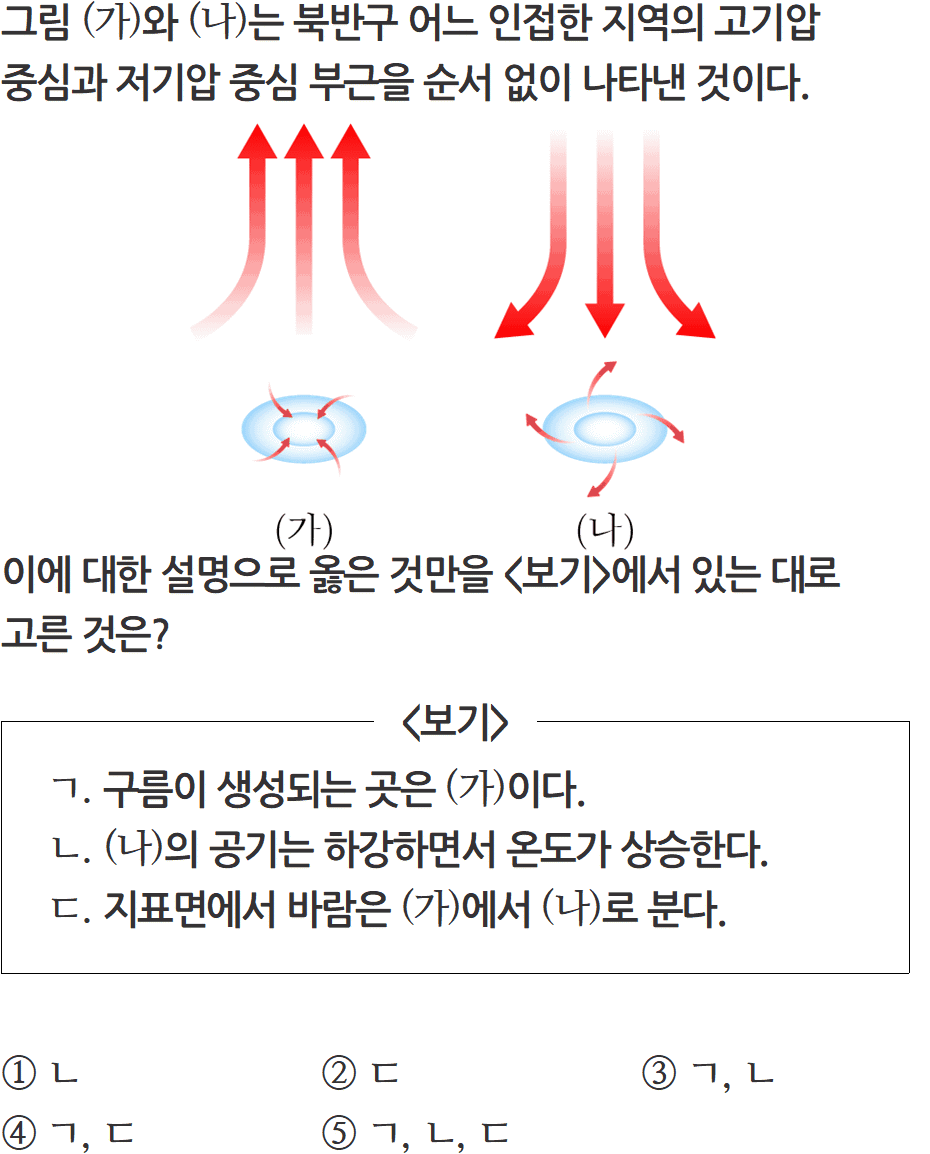 그림 (가)와 (나)는 북반구 어느 인접한 지역의 고기압
중심과 저기압 중심 부근을 순서 없이 나타낸 것이다.
(가) (나)
이에 대한 설명으로 옳은 것만을 <보기>에서 있는 대로
고른 것은?
<보기>
ㄱ. 구름이 생성되는 곳은 (가)이다.
ㄴ. (나)의 공기는 하강하면서 온도가 상승한다.
ㄷ. 지표면에서 바람은 (가)에서 (나)로 분다.
① ㄴ ② ㄷ ③ ㄱ, ㄴ
④ ㄱ, ㄷ ⑤ ㄱ, ㄴ, ㄷ